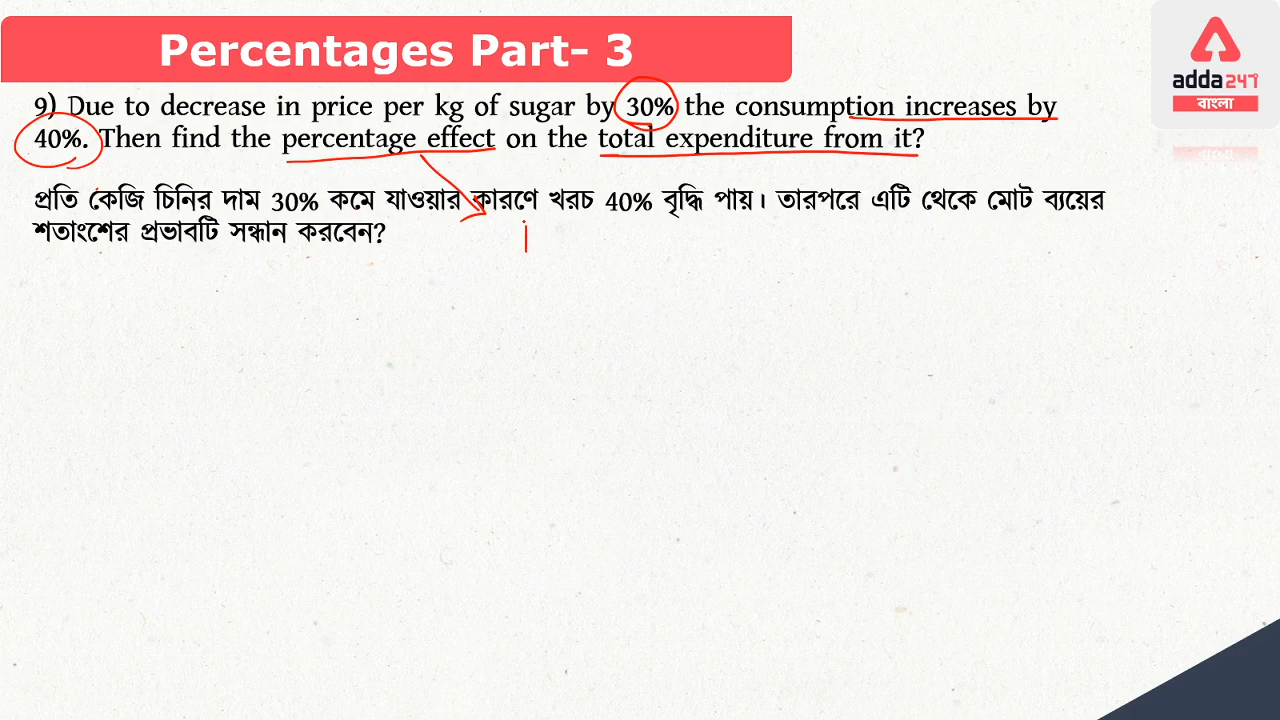 Percentages Part- 3
adda247
বাংলা
9) Due to decrease in price per kg of sugar by 30% the consumption increases by
40%. Then find the percentage effect on the total expenditure from it?
প্রতি কেজি চিনির দাম 30% কমে যাওয়ার কারণে খরচ 40% বৃদ্ধি পায়। তারপরে এটি থেকে মোট ব্যয়ের
শতাংশের প্রভাবটি সন্ধান করবেন?
i